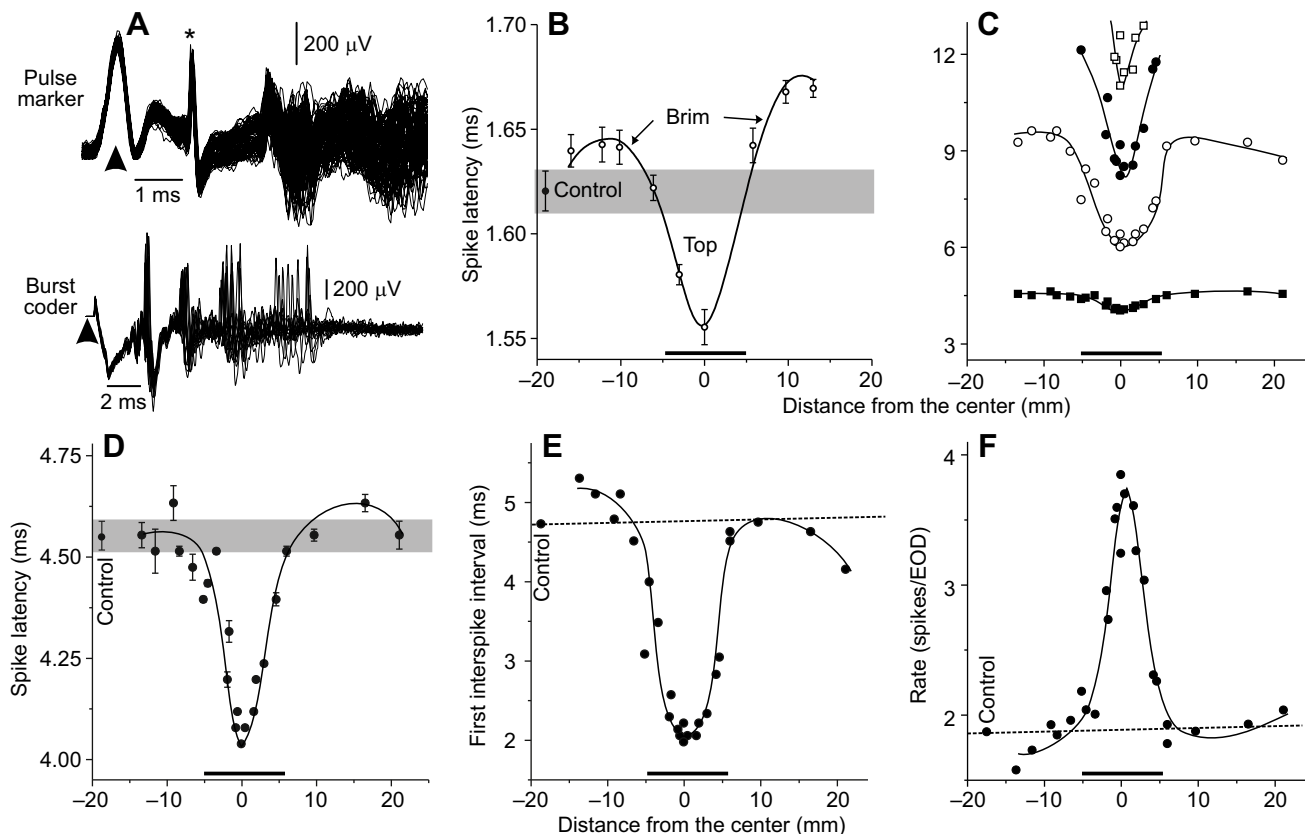 A
B
C
Pulse
marker
*
200 μV
1 ms
Burst
coder
200 μV
2 ms
Spike latency (ms)
1.70
1.65
1.60
1.55
Brim
Control
Top
–20
–10
0
10
20
12
9
6
3
–20
–10
0
10
20
Distance from the center (mm)
D
E
F
Spike latency (ms)
4.75
4.50
4.25
4.00
Control
–20
–10
0
10
20
First interspike interval (ms)
5
4
3
2
Control
–20
–10
0
10
20
Rate (spikes/EOD)
4
3
2
Control
–20
–10
0
10
20
Distance from the center (mm)